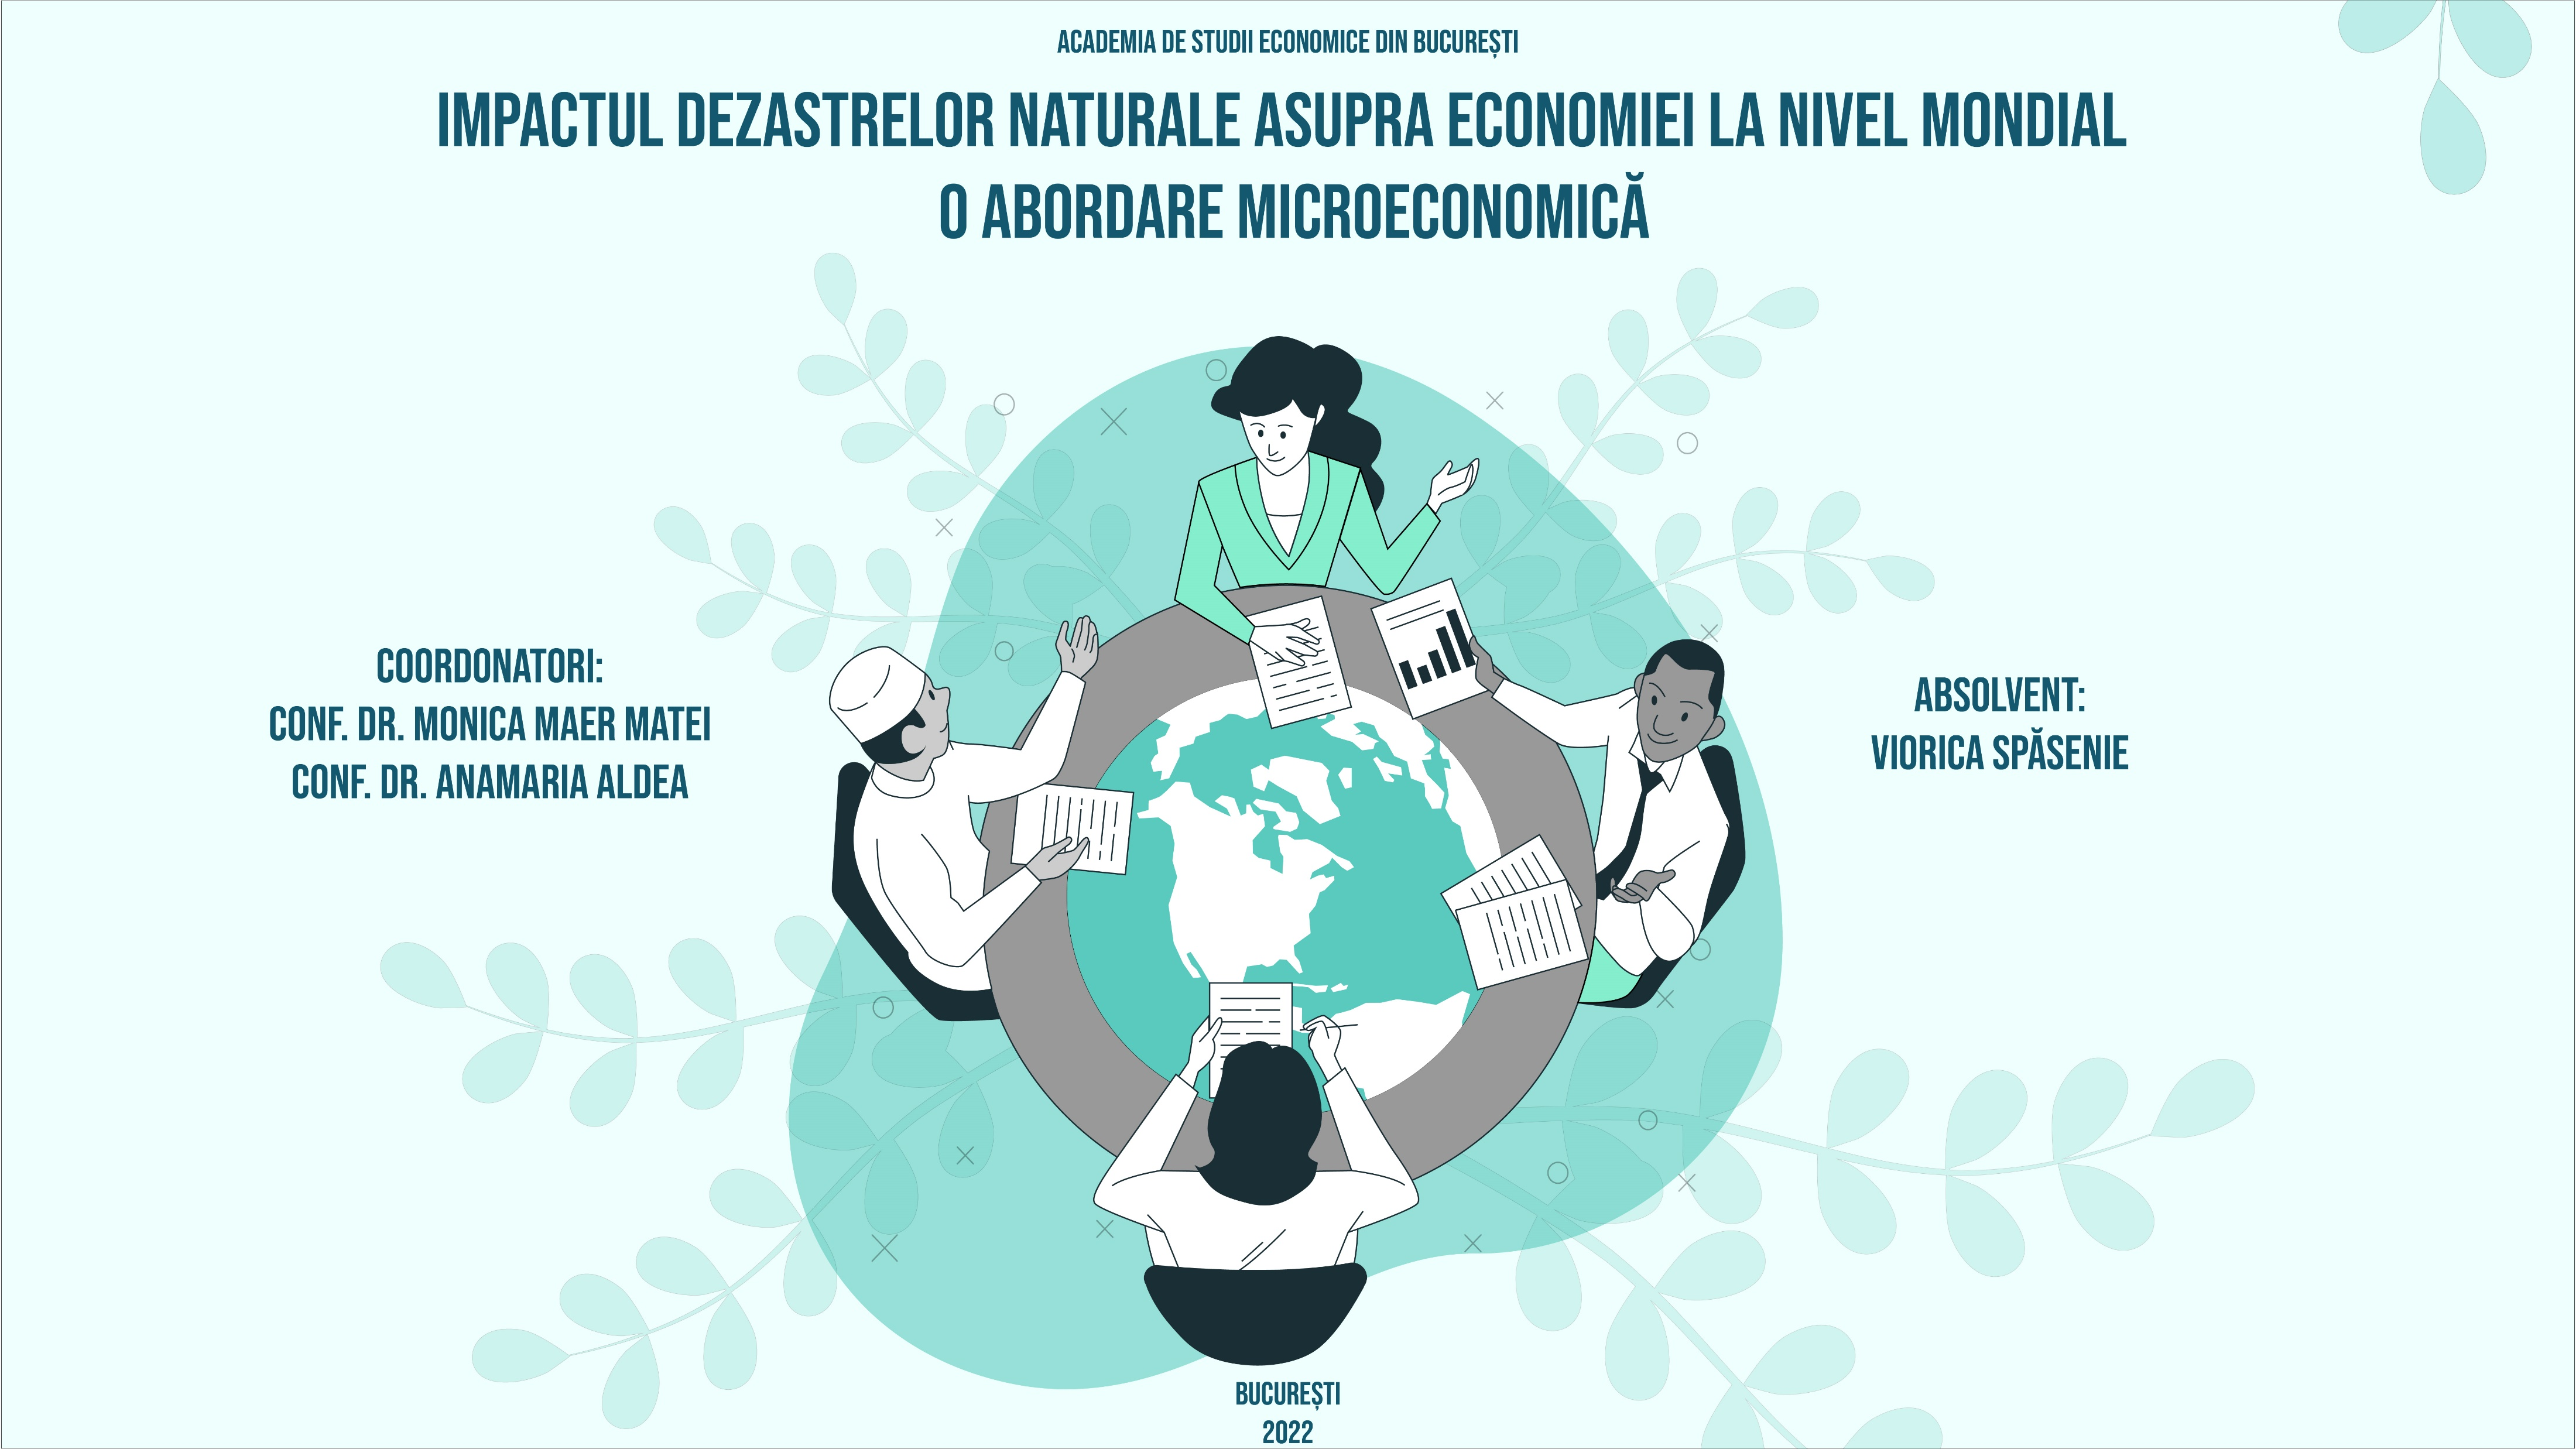 ACADEMIA DE STUDII ECONOMICE DIN BUCUREȘTI
IMPACTUL DEZASTRELOR NATURALE ASUPRA ECONOMIEI LA NIVEL MONDIAL
O ABORDARE MICROECONOMICĂ
COORDONATORI:
CONF. DR. MONICA MAER MATEI
CONF. DR. ANAMARIA ALDEA
ABSOLVENT:
VIORICA SPĂSENIE
BUCUREȘTI
2022